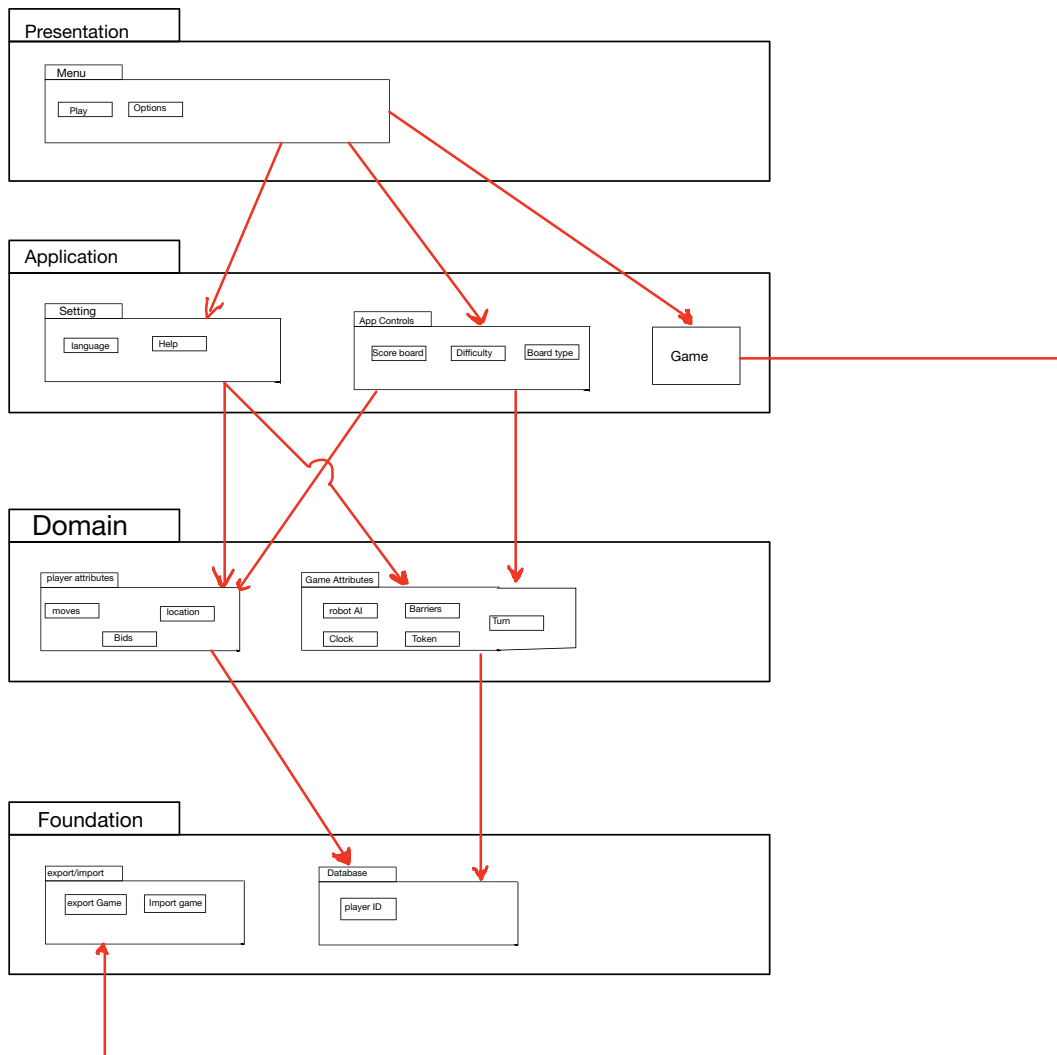 Presentation
Menu
Play
Options
Application
Setting
language
Help
App Controls
Score board
Difficulty
Board type
Game
Domain
player attributes
moves
location
Bids
Game Attributes
robot AI
Barriers
Turn
Clock
Token
Foundation
export/import
export Game
Import game
Database
player ID